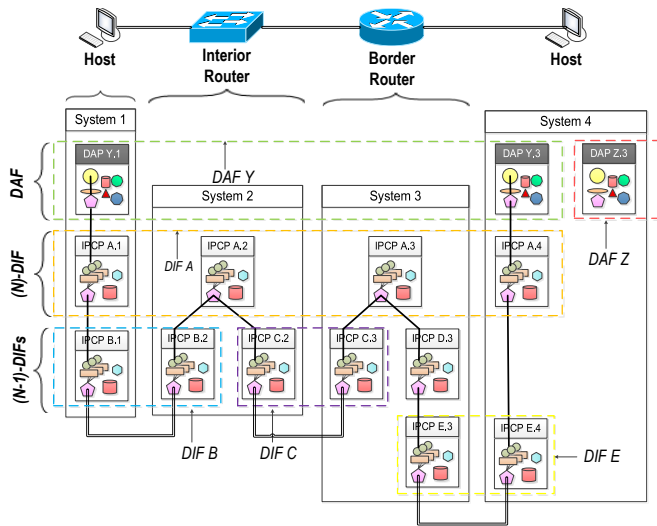 Host
Interior
Router
Border
Router
Host
System 1
System 4
DAF
DAP Y.1
DAP Y.3
DAP Z.3
DAF Y
System 2
System 3
(N)-DIF
IPCP A.1
IPCP A.2
IPCP A.3
IPCP A.4
DIF A
DAF Z
(N-1)-DIFs
IPCP B.1
IPCP B.2
IPCP C.2
IPCP C.3
IPCP D.3
IPCP E.3
IPCP E.4
DIF B
DIF C
DIF E